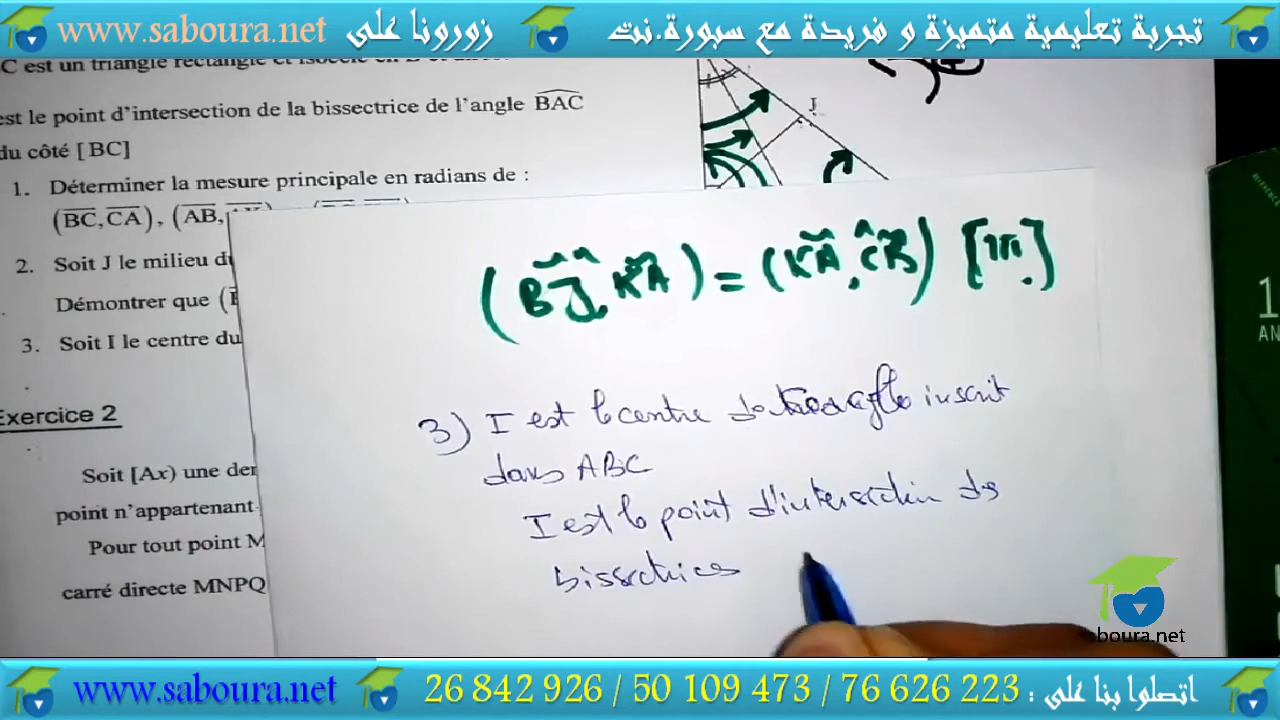 www.saboura.net زورونا على تجربة تعليمية متميزة و فريدة مع سبورة.نت
C est un triangle rectangle et isocèle en
est le point d'intersection de la bissectrice de l'angle BAC
du côté [BC]
J
1. Déterminer la mesure principale en radians de :
(BC,CA), (AB,
2. Soit J le milieu d
Démontrer que (
3. Soit I le centre du
(BJ, KA) = (KA, CB) [2π]
3) I est le centre du inscrit
dans ABC
I est le point d'intersection des
bissectrices
Exercice 2
Soit [Ax) une der
point n'appartenant
Pour tout point M
carré directe MNPQ
1
AN
saboura.net
www.saboura.net 26 842 926 / 50 109 473 / 76 626 223 : اتصلوا بنا على